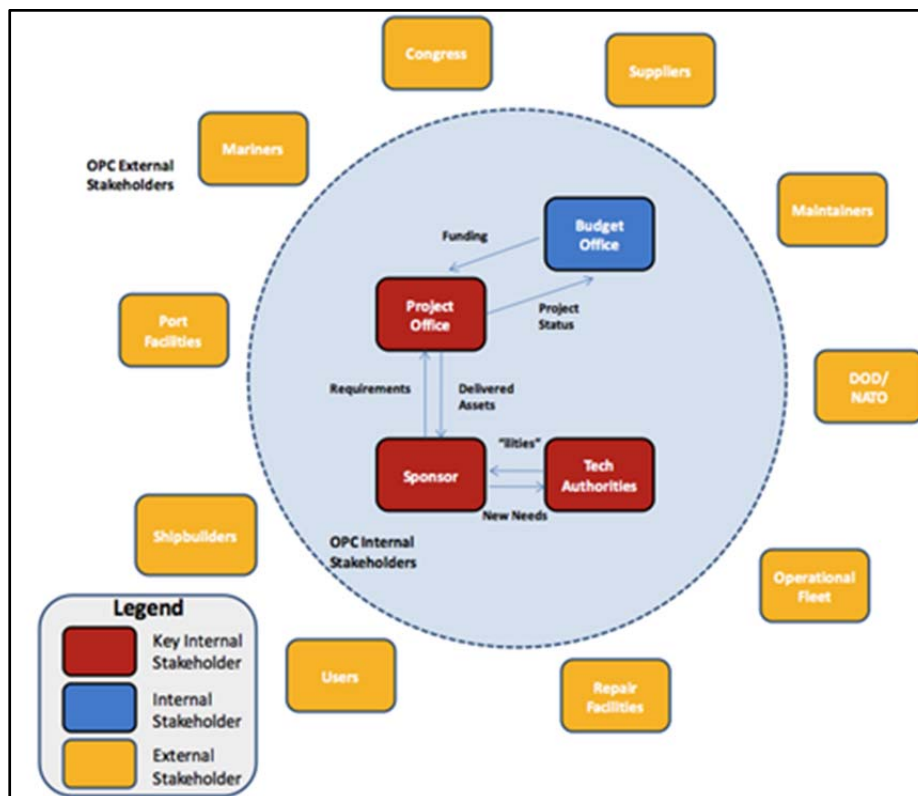 Congress
Suppliers
Mariners
OPC External
Stakeholders
Maintainers
Budget
Office
Funding
Project
Office
Project
Status
Port
Facilities
DOD/
NATO
Requirements
Delivered
Assets
"ilities"
Sponsor
Tech
Authorities
New Needs
OPC Internal
Stakeholders
Shipbuilders
Operational
Fleet
Users
Repair
Facilities
Legend
Key Internal
Stakeholder
Internal
Stakeholder
External
Stakeholder